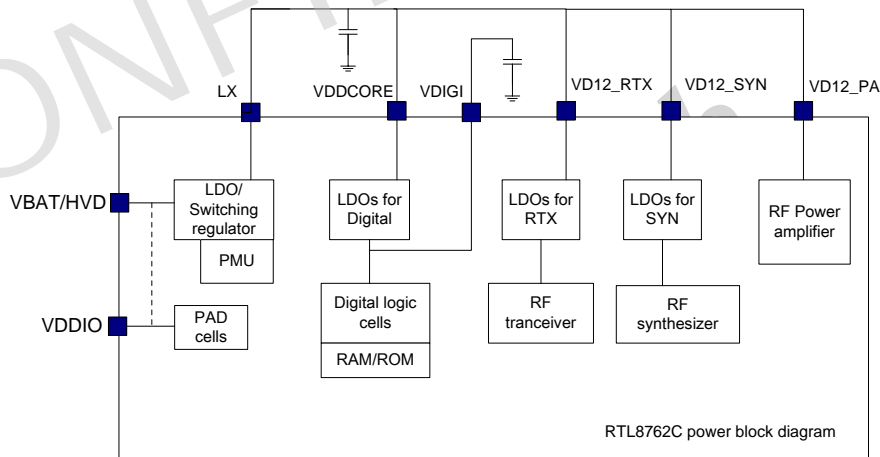 LX
VDDCORE
VDIGI
VD12_RTX
VD12_SYN
VD12_PA
VBAT/HVD
LDO/
Switching
regulator
PMU
LDOs for
Digital
LDOs for
RTX
LDOs for
SYN
RF Power
amplifier
VDDIO
PAD
cells
Digital logic
cells
RAM/ROM
RF
tranceiver
RF
synthesizer
RTL8762C power block diagram